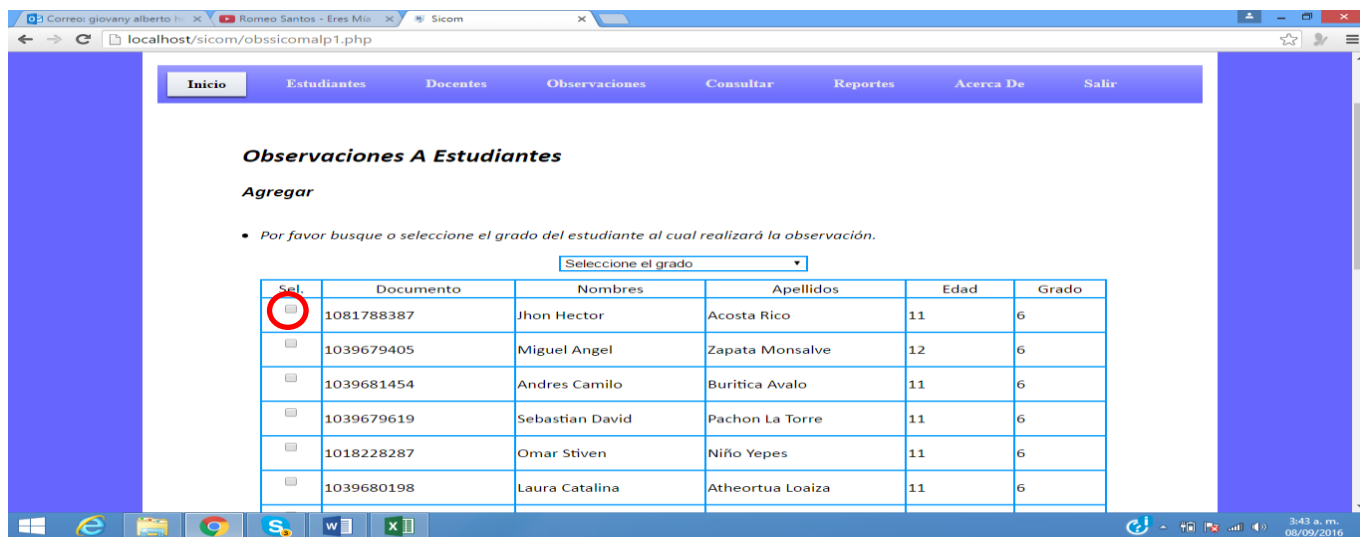 Correo: giovany alberto h Romeo Santos - Eres Mía Sicom
localhost/sicom/obssicomalp1.php
Inicio Estudiantes Docentes Observaciones Consultar Reportes Acerca De Salir
Observaciones A Estudiantes
Agregar
• Por favor busque o seleccione el grado del estudiante al cual realizará la observación.
Seleccione el grado
Sel. Documento Nombres Apellidos Edad Grado
1081788387 Jhon Hector Acosta Rico 11 6
1039679405 Miguel Angel Zapata Monsalve 12 6
1039681454 Andres Camilo Buritica Avalo 11 6
1039679619 Sebastian David Pachon La Torre 11 6
1018228287 Omar Stiven Niño Yepes 11 6
1039680198 Laura Catalina Atheortua Loaiza 11 6
3:43 a. m.
08/09/2016